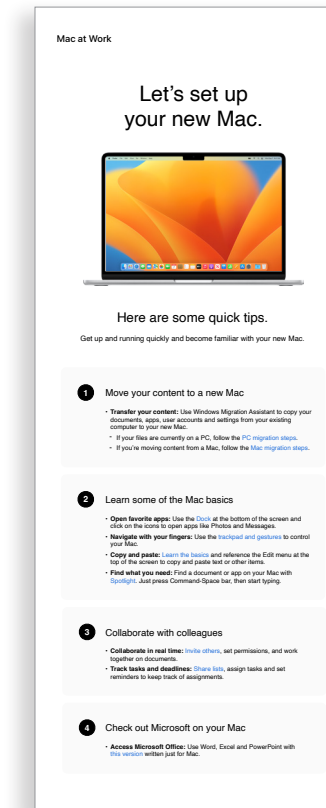 Mac at Work
Let's set up
your new Mac.
Here are some quick tips.
Get up and running quickly and become familiar with your new Mac.
1 Move your content to a new Mac
• Transfer your content: Use Windows Migration Assistant to copy your
documents, apps, user accounts and settings from your existing
computer to your new Mac.
- If your files are currently on a PC, follow the PC migration steps.
- If you're moving content from a Mac, follow the Mac migration steps.
2 Learn some of the Mac basics
• Open favorite apps: Use the Dock at the bottom of the screen and
click on the icons to open apps like Photos and Messages.
• Navigate with your fingers: Use the trackpad and gestures to control
your Mac.
• Copy and paste: Learn the basics and reference the Edit menu at the
top of the screen to copy and paste text or other items.
• Find what you need: Find a document or app on your Mac with
Spotlight. Just press Command-Space bar, then start typing.
3 Collaborate with colleagues
• Collaborate in real time: Invite others, set permissions, and work
together on documents.
• Track tasks and deadlines: Share lists, assign tasks and set
reminders to keep track of assignments.
4 Check out Microsoft on your Mac
• Access Microsoft Office: Use Word, Excel and PowerPoint with
this version written just for Mac.